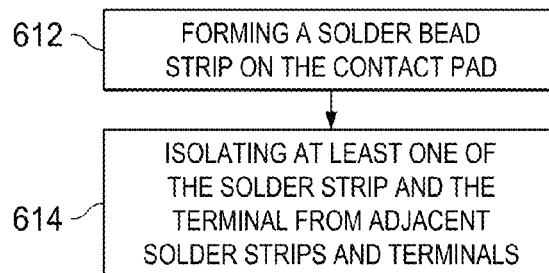 612
FORMING A SOLDER BEAD
STRIP ON THE CONTACT PAD
614
ISOLATING AT LEAST ONE OF
THE SOLDER STRIP AND THE
TERMINAL FROM ADJACENT
SOLDER STRIPS AND TERMINALS